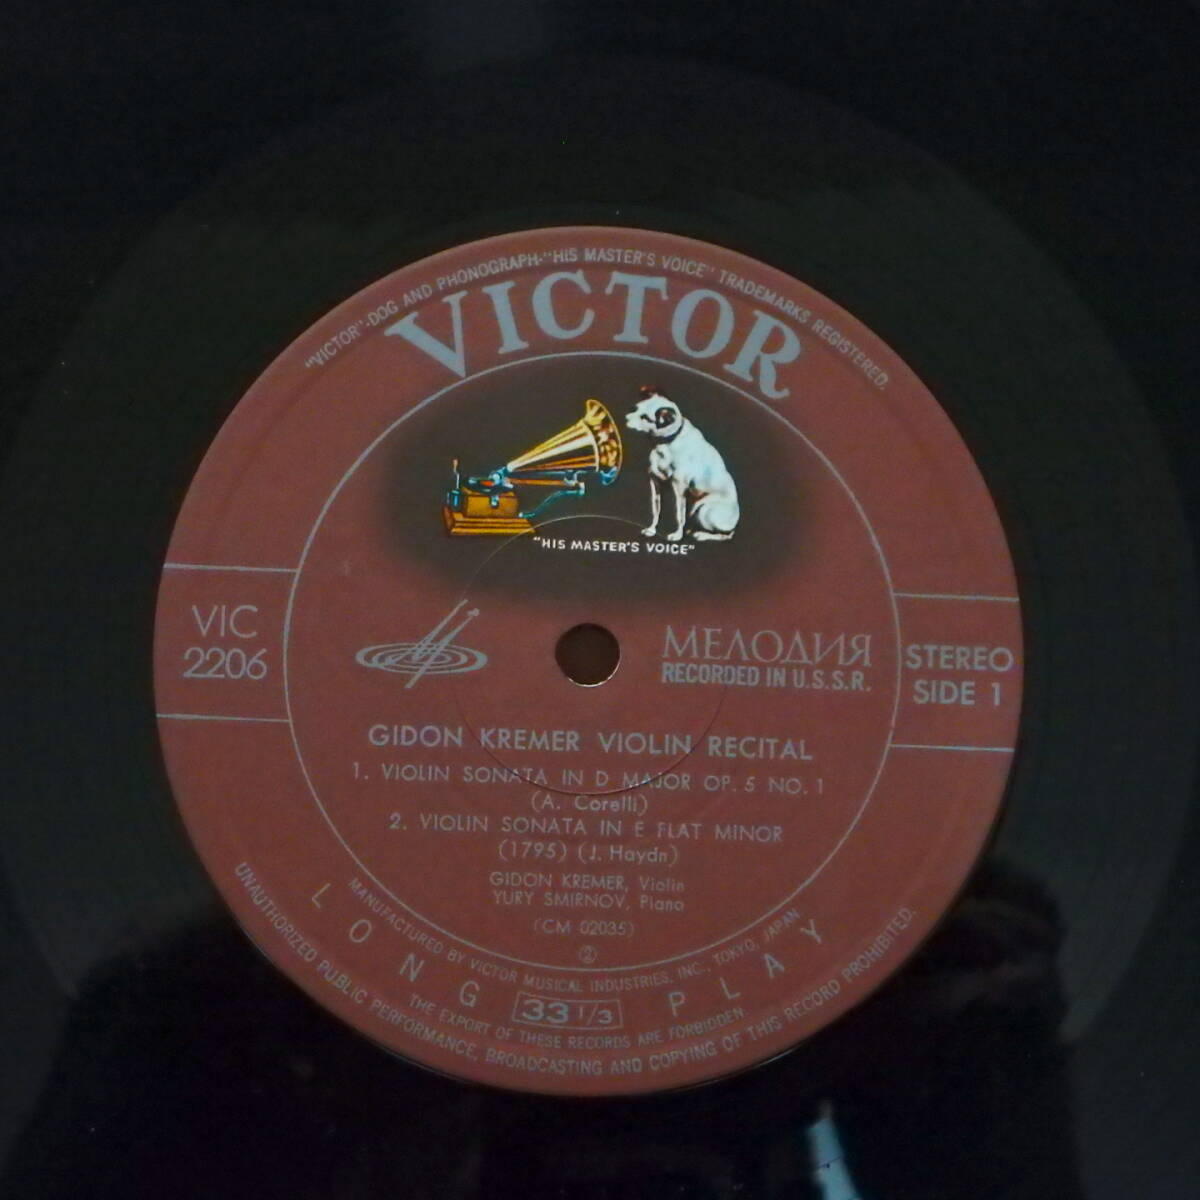 "VICTOR"-DOG AND PHONOGRAPH-"HIS MASTER'S VOICE" TRADEMARKS REGISTERED.
VICTOR
"HIS MASTER'S VOICE"
VIC
2206
МЕЛОДИЯ
RECORDED IN U.S.S.R.
STEREO
SIDE 1
GIDON KREMER VIOLIN RECITAL
1. VIOLIN SONATA IN D MAJOR OP. 5 NO. 1
(A. Corelli)
2. VIOLIN SONATA IN E FLAT MINOR
(1795) (J. Haydn)
GIDON KREMER, Violin
YURY SMIRNOV, Piano
(CM 02035)
②
MANUFACTURED BY VICTOR MUSICAL INDUSTRIES, INC., TOKYO, JAPAN
LONG 33 1/3 PLAY
THE EXPORT OF THESE RECORDS ARE FORBIDDEN
UNAUTHORIZED PUBLIC PERFORMANCE, BROADCASTING AND COPYING OF THIS RECORD PROHIBITED.